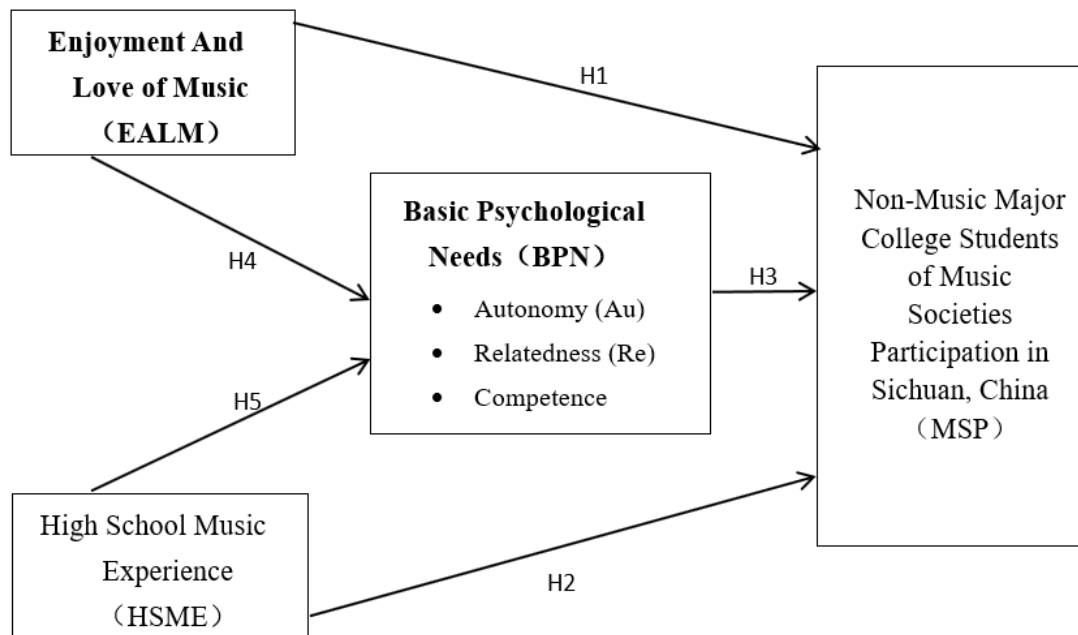 Enjoyment And
Love of Music
（EALM）
H1
Non-Music Major
College Students
of Music
Societies
Participation in
Sichuan, China
（MSP）
Basic Psychological
Needs（BPN）
• Autonomy (Au)
• Relatedness (Re)
• Competence
H4
H3
H5
High School Music
Experience
（HSME）
H2